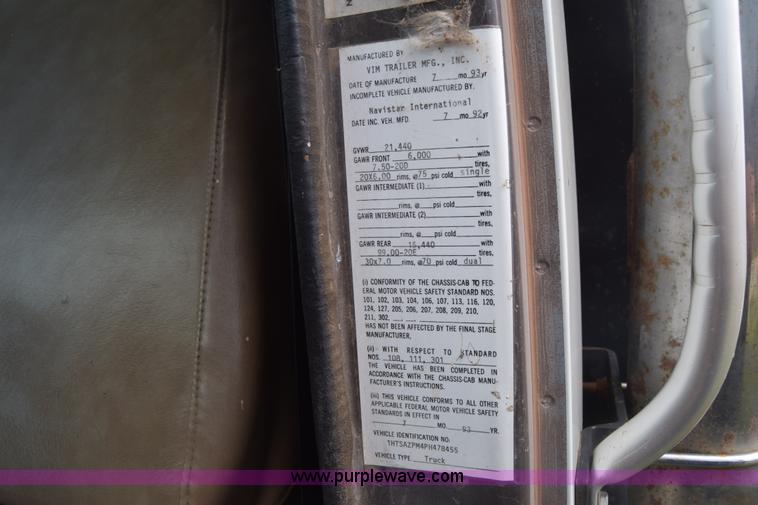 MANUFACTURED BY
VIM TRAILER MFG., INC.
DATE OF MANUFACTURE 7 mo 93 yr
INCOMPLETE VEHICLE MANUFACTURED BY.
Navistar International
DATE INC. VEH. MFD. 7 mo 92 yr
GVWR 21,440
GAWR FRONT 6,000 with
7.50-20D tires,
20X6.00 rims, @ 75 psi cold single
GAWR INTERMEDIATE (1) with
tires,
rims, @ psi cold
GAWR INTERMEDIATE (2) with
tires,
rims, @ psi cold
GAWR REAR 15,440 with
99.00-20E tires,
30x7.0 rims, @ 70 psi cold dual
(i) CONFORMITY OF THE CHASSIS-CAB TO FED-
ERAL MOTOR VEHICLE SAFETY STANDARD NOS.
101, 102, 103, 104, 106, 107, 113, 116, 120,
124, 127, 205, 206, 207, 208, 209, 210,
211, 302,
HAS NOT BEEN AFFECTED BY THE FINAL STAGE
MANUFACTURER.
(ii) WITH RESPECT TO STANDARD
NOS. 108, 111, 301
THE VEHICLE HAS BEEN COMPLETED IN
ACCORDANCE WITH THE CHASSIS-CAB MANU-
FACTURER'S INSTRUCTIONS.
(iii) THIS VEHICLE CONFORMS TO ALL OTHER
APPLICABLE FEDERAL MOTOR VEHICLE SAFETY
STANDARDS IN EFFECT IN
7 MO. 93 YR.
VEHICLE IDENTIFICATION NO:
1HTSAZPM4PH478455
VEHICLE TYPE Truck
www.purplewave.com